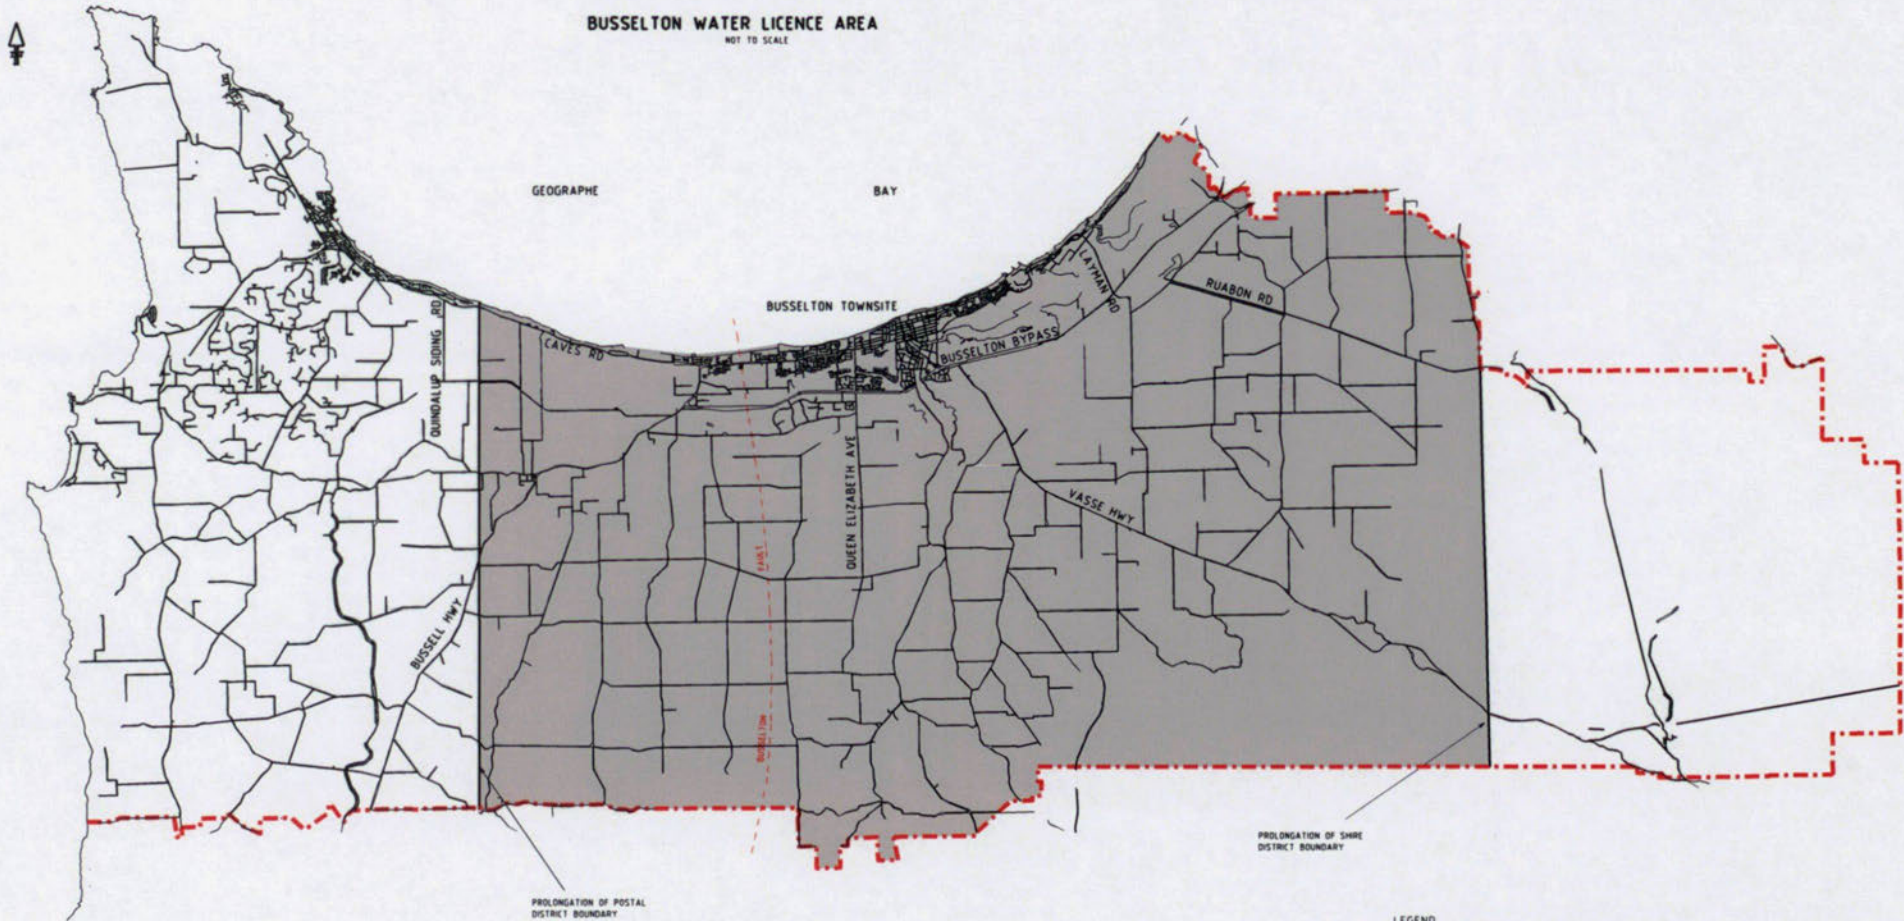 BUSSELTON WATER LICENCE AREA
NOT TO SCALE
GEOGRAPHE BAY
BUSSELTON TOWNSITE
LAYMAN RD
RUABON RD
QUINDALUP SIDING RD
CAVES RD
BUSSELTON BYPASS
QUEEN ELIZABETH AVE
VASSE HWY
BUSSELTON FAULT
BUSSELL HWY
PROLONGATION OF SHIRE
DISTRICT BOUNDARY
PROLONGATION OF POSTAL
DISTRICT BOUNDARY
LEGEND